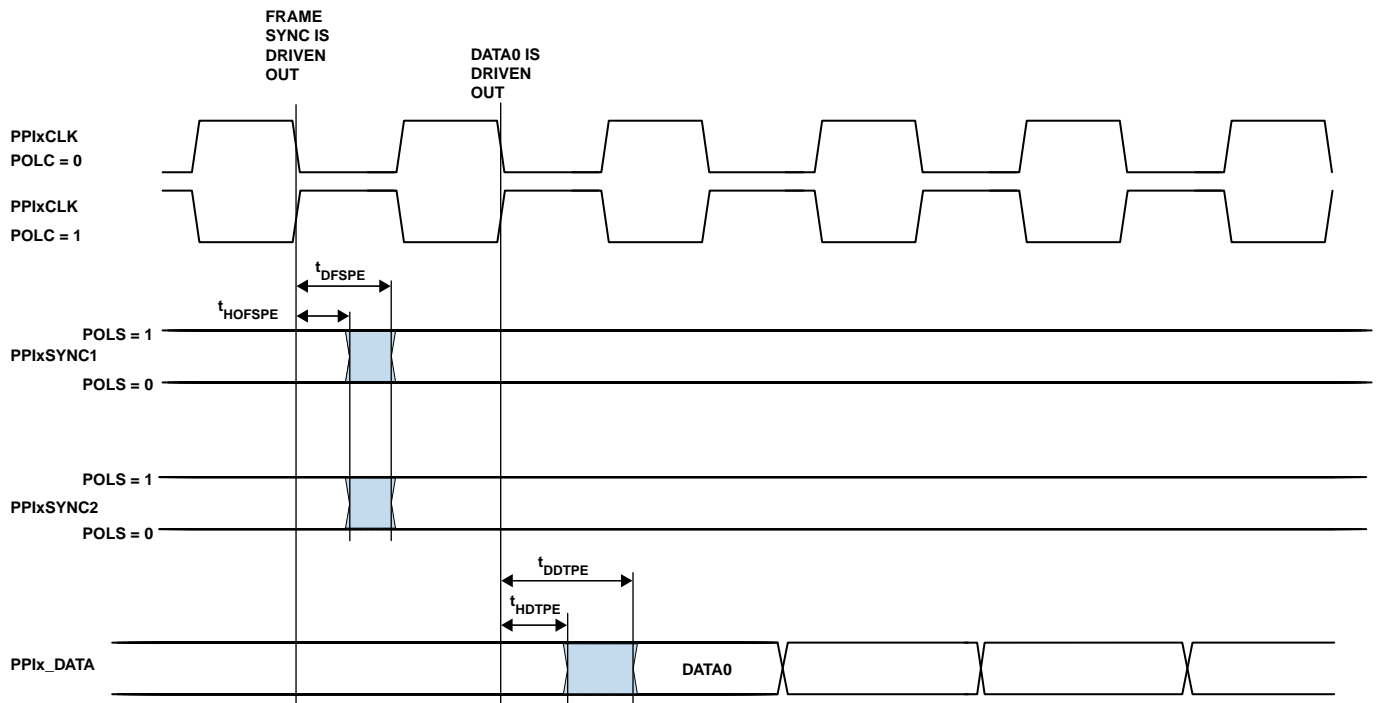 FRAME
SYNC IS
DRIVEN
OUT
DATA0 IS
DRIVEN
OUT
PPIxCLK
POLC = 0
PPIxCLK
POLC = 1
tDFSPE
tHOFSPE
POLS = 1
PPIxSYNC1
POLS = 0
POLS = 1
PPIxSYNC2
POLS = 0
tDDTPE
tHDTPE
PPIx_DATA
DATA0